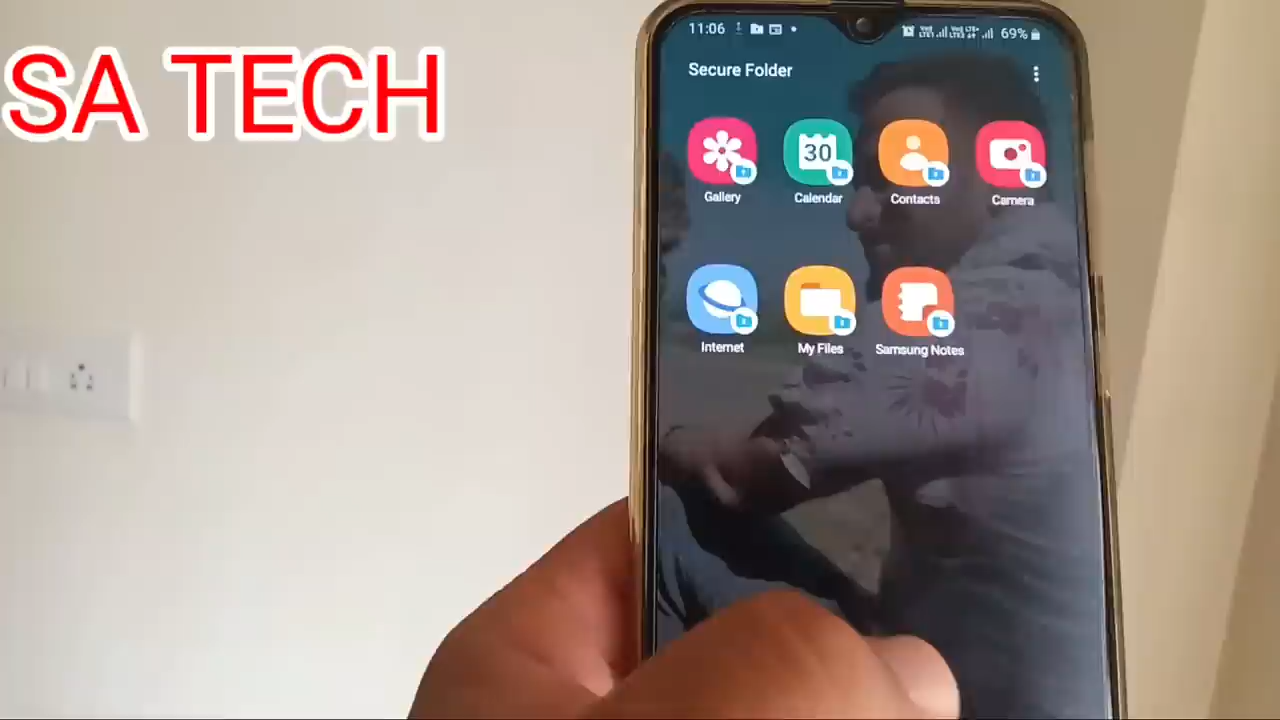 SA TECH
11:06
69%
Secure Folder
30
Gallery
Calendar
Contacts
Camera
Internet
My Files
Samsung Notes